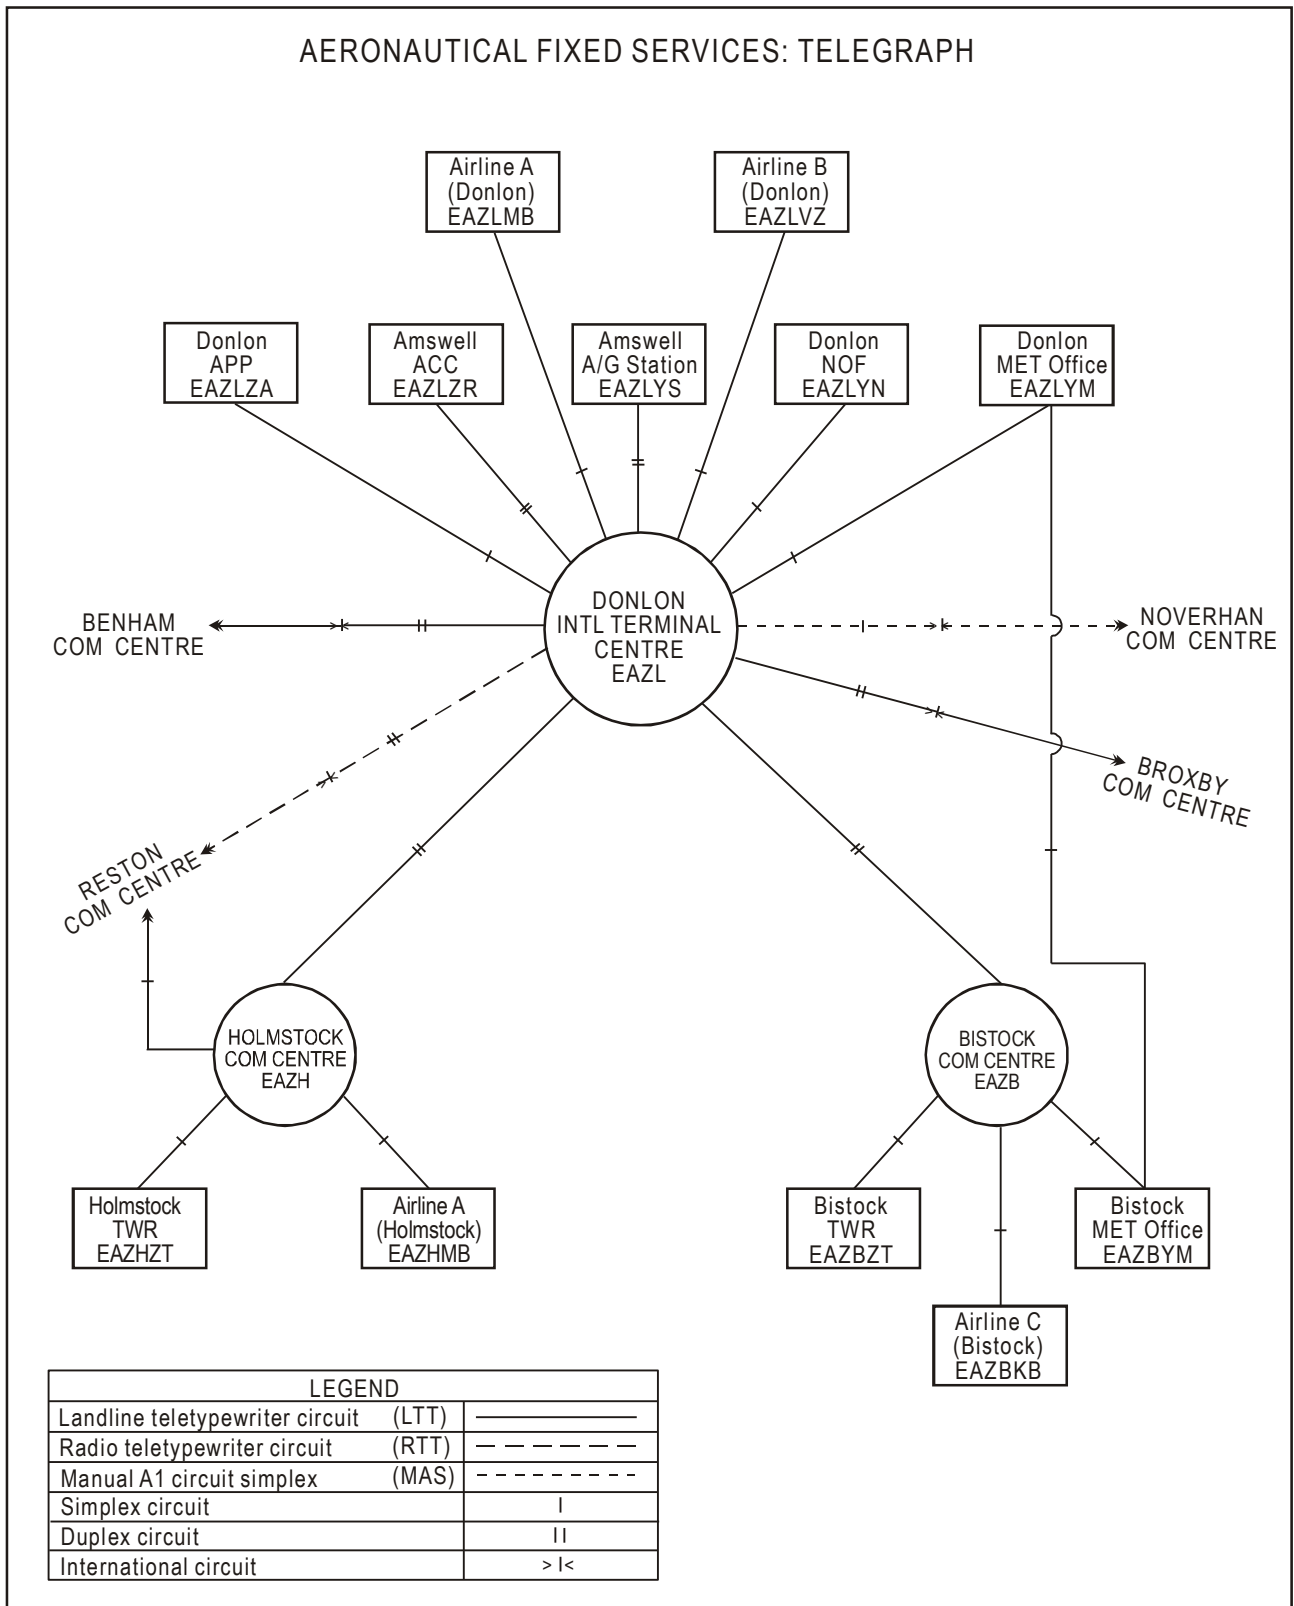 AERONAUTICAL FIXED SERVICES: TELEGRAPH
Airline A
(Donlon)
EAZLMB
Airline B
(Donlon)
EAZLVZ
Donlon
APP
EAZLZA
Amswell
ACC
EAZLZR
Amswell
A/G Station
EAZLYS
Donlon
NOF
EAZLYN
Donlon
MET Office
EAZLYM
BENHAM
COM CENTRE
DONLON
INTL TERMINAL
CENTRE
EAZL
NOVERHAN
COM CENTRE
BROXBY
COM CENTRE
RESTON
COM CENTRE
HOLMSTOCK
COM CENTRE
EAZH
BISTOCK
COM CENTRE
EAZB
Holmstock
TWR
EAZHZT
Airline A
(Holmstock)
EAZHMB
Bistock
TWR
EAZBZT
Bistock
MET Office
EAZBYM
Airline C
(Bistock)
EAZBKB
LEGEND
Landline teletypewriter circuit (LTT)
Radio teletypewriter circuit (RTT)
Manual A1 circuit simplex (MAS)
Simplex circuit I
Duplex circuit II
International circuit >I<